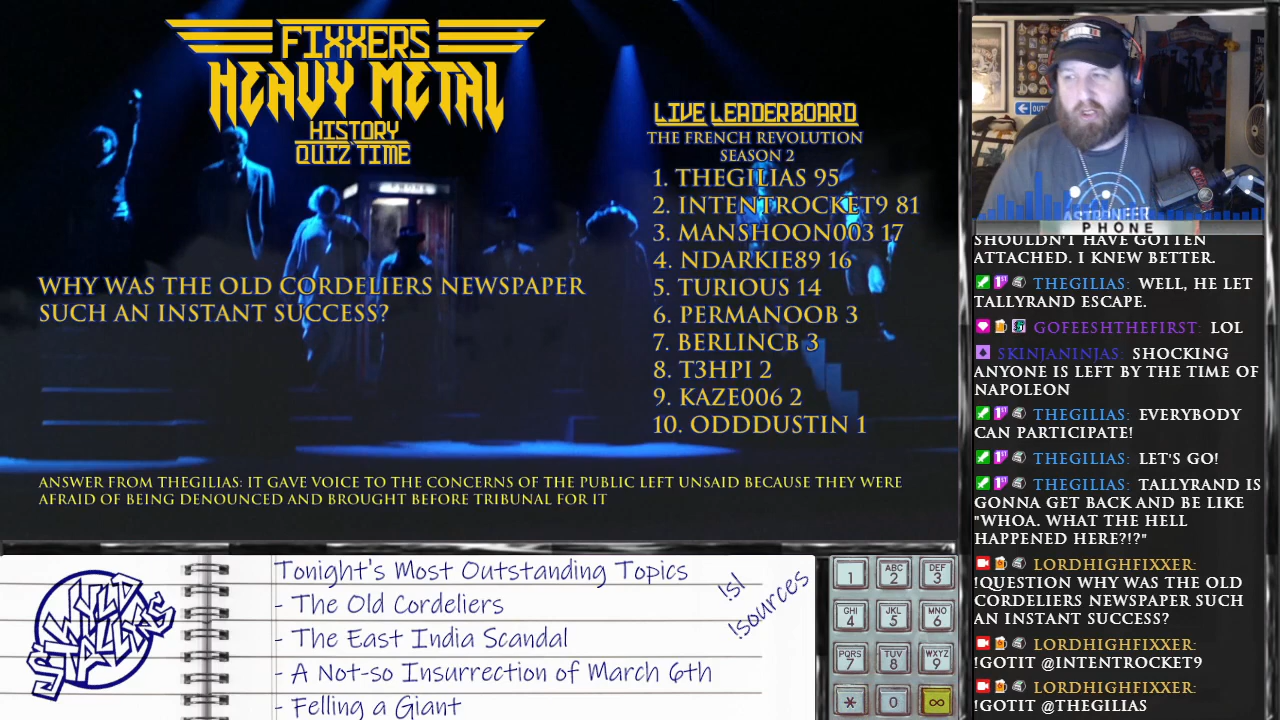 FIXXERS
HEAVY METAL
HISTORY
QUIZ TIME
WHY WAS THE OLD CORDELIERS NEWSPAPER
SUCH AN INSTANT SUCCESS?
LIVE LEADERBOARD
THE FRENCH REVOLUTION
SEASON 2
1. THEGILIAS 95
2. INTENTROCKET9 81
3. MANSHOON003 17
4. NDARKIE89 16
5. TURIOUS 14
6. PERMANOOB 3
7. BERLINCB 3
8. T3HPI 2
9. KAZE006 2
10. ODDDUSTIN 1
ANSWER FROM THEGILIAS: IT GAVE VOICE TO THE CONCERNS OF THE PUBLIC LEFT UNSAID BECAUSE THEY WERE
AFRAID OF BEING DENOUNCED AND BROUGHT BEFORE TRIBUNAL FOR IT
WYLD
STALLYNS
Tonight's Most Outstanding Topics
- The Old Cordeliers
- The East India Scandal
- A Not-so Insurrection of March 6th
- Felling a Giant
!sl
!sources
1
ABC 2
DEF 3
GHI 4
JKL 5
MNO 6
PQRS 7
TUV 8
WXYZ 9
*
0
∞
ASTRONEER
PHONE
SHOULDN'T HAVE GOTTEN
ATTACHED. I KNEW BETTER.
THEGILIAS: WELL, HE LET
TALLYRAND ESCAPE.
GOFEESHTHEFIRST: LOL
SKINJANINJAS: SHOCKING
ANYONE IS LEFT BY THE TIME OF
NAPOLEON
THEGILIAS: EVERYBODY
CAN PARTICIPATE!
THEGILIAS: LET'S GO!
THEGILIAS: TALLYRAND IS
GONNA GET BACK AND BE LIKE
"WHOA. WHAT THE HELL
HAPPENED HERE?!?"
LORDHIGHFIXXER:
!QUESTION WHY WAS THE OLD
CORDELIERS NEWSPAPER SUCH
AN INSTANT SUCCESS?
LORDHIGHFIXXER:
!GOTIT @INTENTROCKET9
LORDHIGHFIXXER:
!GOTIT @THEGILIAS